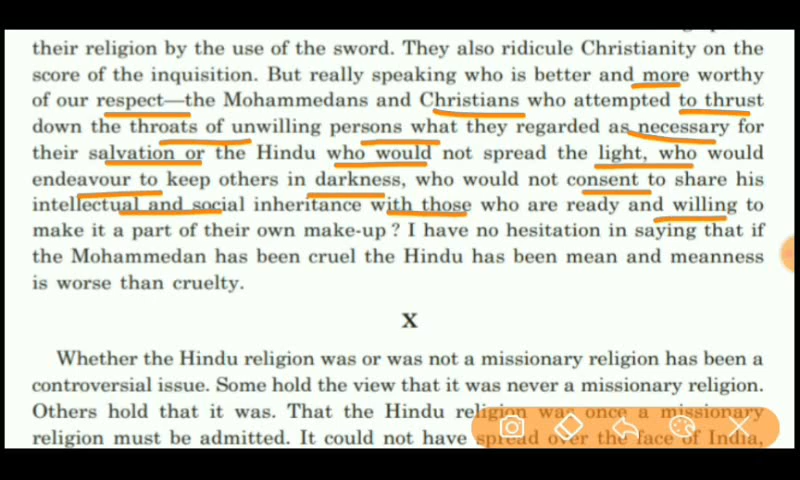 their religion by the use of the sword. They also ridicule Christianity on the
score of the inquisition. But really speaking who is better and more worthy
of our respect—the Mohammedans and Christians who attempted to thrust
down the throats of unwilling persons what they regarded as necessary for
their salvation or the Hindu who would not spread the light, who would
endeavour to keep others in darkness, who would not consent to share his
intellectual and social inheritance with those who are ready and willing to
make it a part of their own make-up ? I have no hesitation in saying that if
the Mohammedan has been cruel the Hindu has been mean and meanness
is worse than cruelty.
X
Whether the Hindu religion was or was not a missionary religion has been a
controversial issue. Some hold the view that it was never a missionary religion.
Others hold that it was. That the Hindu religion was once a missionary
religion must be admitted. It could not have spread over the face of India,